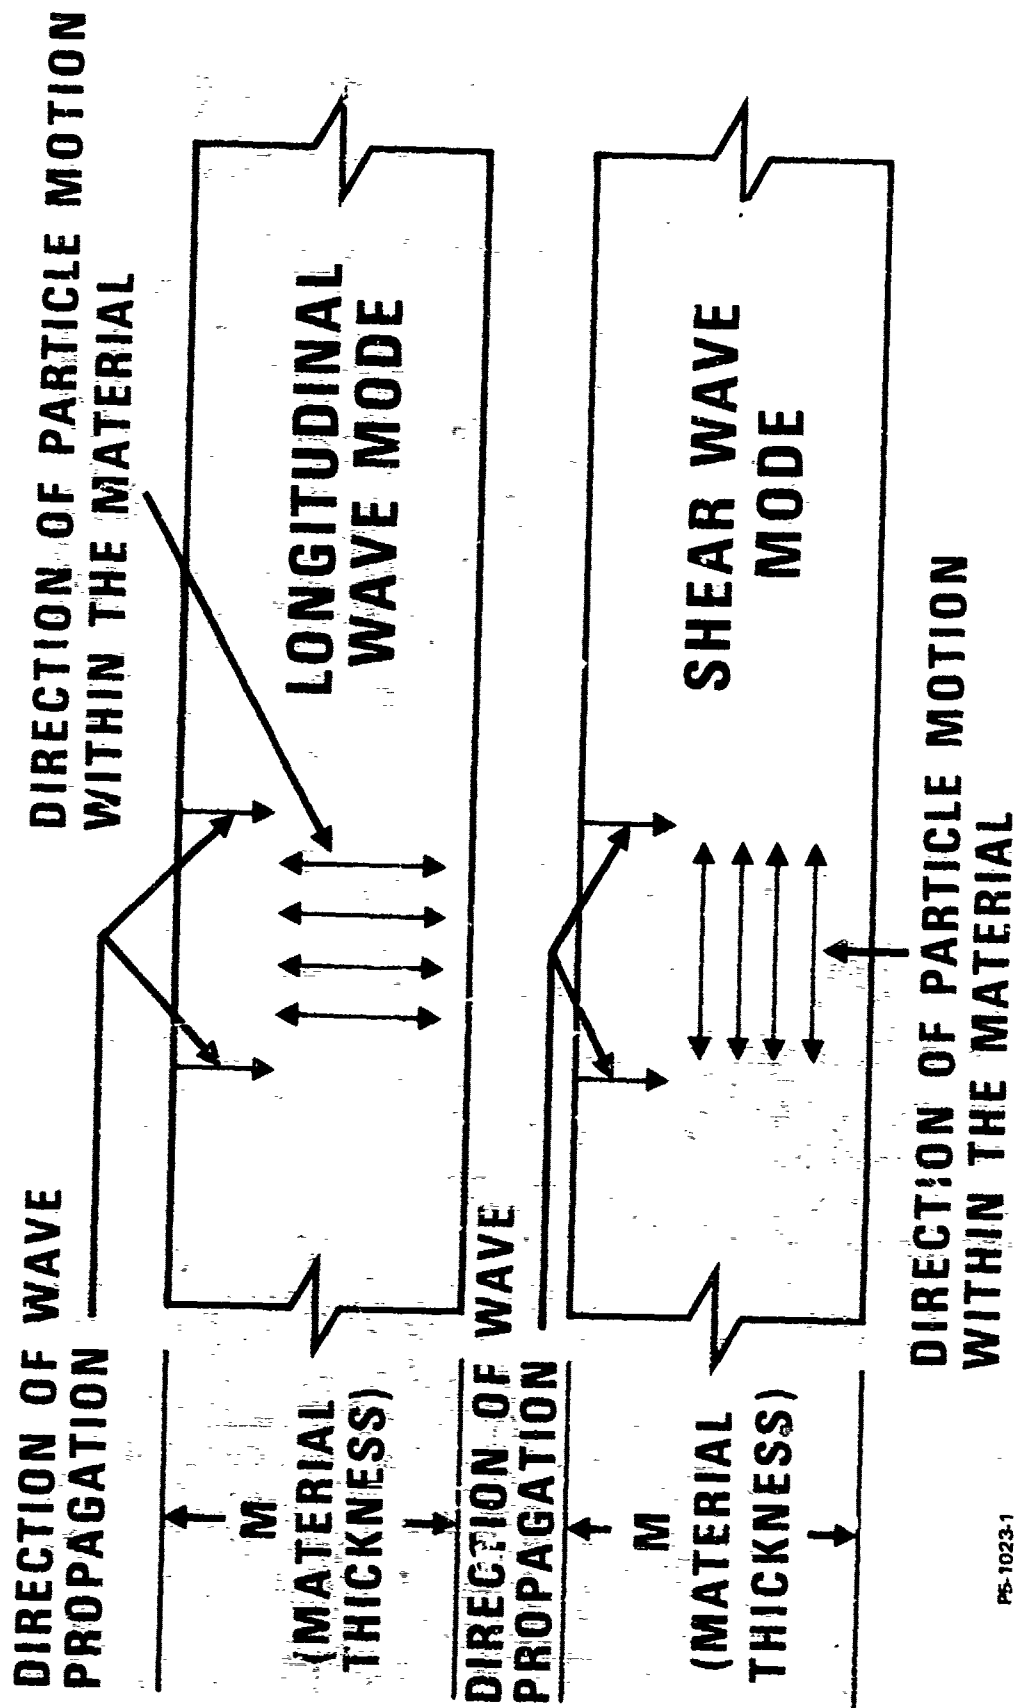 DIRECTION OF WAVE
PROPAGATION
DIRECTION OF PARTICLE MOTION
WITHIN THE MATERIAL
M
(MATERIAL
THICKNESS)
LONGITUDINAL
WAVE MODE
DIRECTION OF WAVE
PROPAGATION
M
(MATERIAL
THICKNESS)
SHEAR WAVE
MODE
DIRECTION OF PARTICLE MOTION
WITHIN THE MATERIAL
PS-1023-1